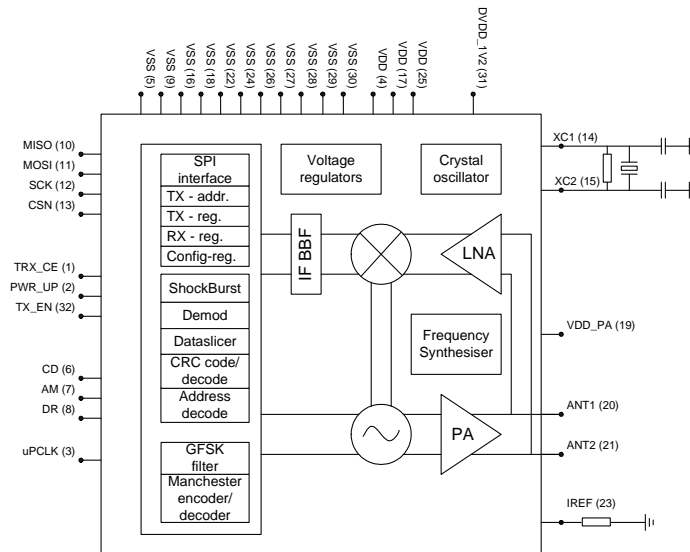 VSS (5)
VSS (9)
VSS (16)
VSS (18)
VSS (22)
VSS (24)
VSS (26)
VSS (27)
VSS (28)
VSS (29)
VSS (30)
VDD (4)
VDD (17)
VDD (25)
DVDD_1V2 (31)
MISO (10)
MOSI (11)
SCK (12)
CSN (13)
TRX_CE (1)
PWR_UP (2)
TX_EN (32)
CD (6)
AM (7)
DR (8)
uPCLK (3)
SPI
interface
TX - addr.
TX - reg.
RX - reg.
Config-reg.
ShockBurst
Demod
Dataslicer
CRC code/
decode
Address
decode
GFSK
filter
Manchester
encoder/
decoder
Voltage
regulators
Crystal
oscillator
IF BBF
LNA
Frequency
Synthesiser
PA
XC1 (14)
XC2 (15)
VDD_PA (19)
ANT1 (20)
ANT2 (21)
IREF (23)